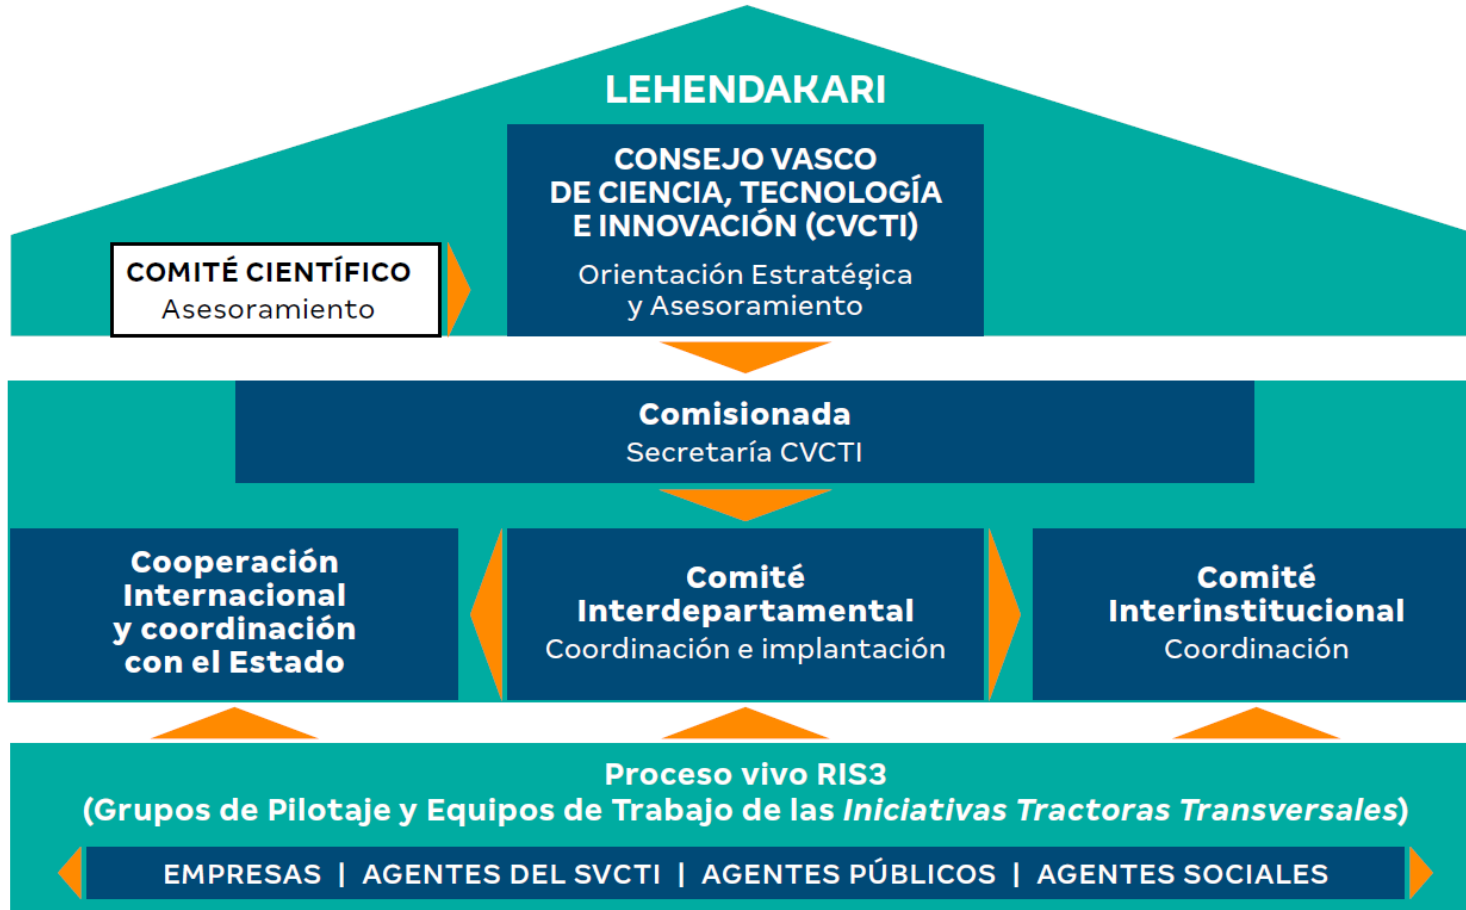 LEHENDAKARI
CONSEJO VASCO
DE CIENCIA, TECNOLOGÍA
E INNOVACIÓN (CVCTI)
Orientación Estratégica
y Asesoramiento
COMITÉ CIENTÍFICO
Asesoramiento
Comisionada
Secretaría CVCTI
Cooperación
Internacional
y coordinación
con el Estado
Comité
Interdepartamental
Coordinación e implantación
Comité
Interinstitucional
Coordinación
Proceso vivo RIS3
(Grupos de Pilotaje y Equipos de Trabajo de las Iniciativas Tractoras Transversales)
EMPRESAS | AGENTES DEL SVCTI | AGENTES PÚBLICOS | AGENTES SOCIALES